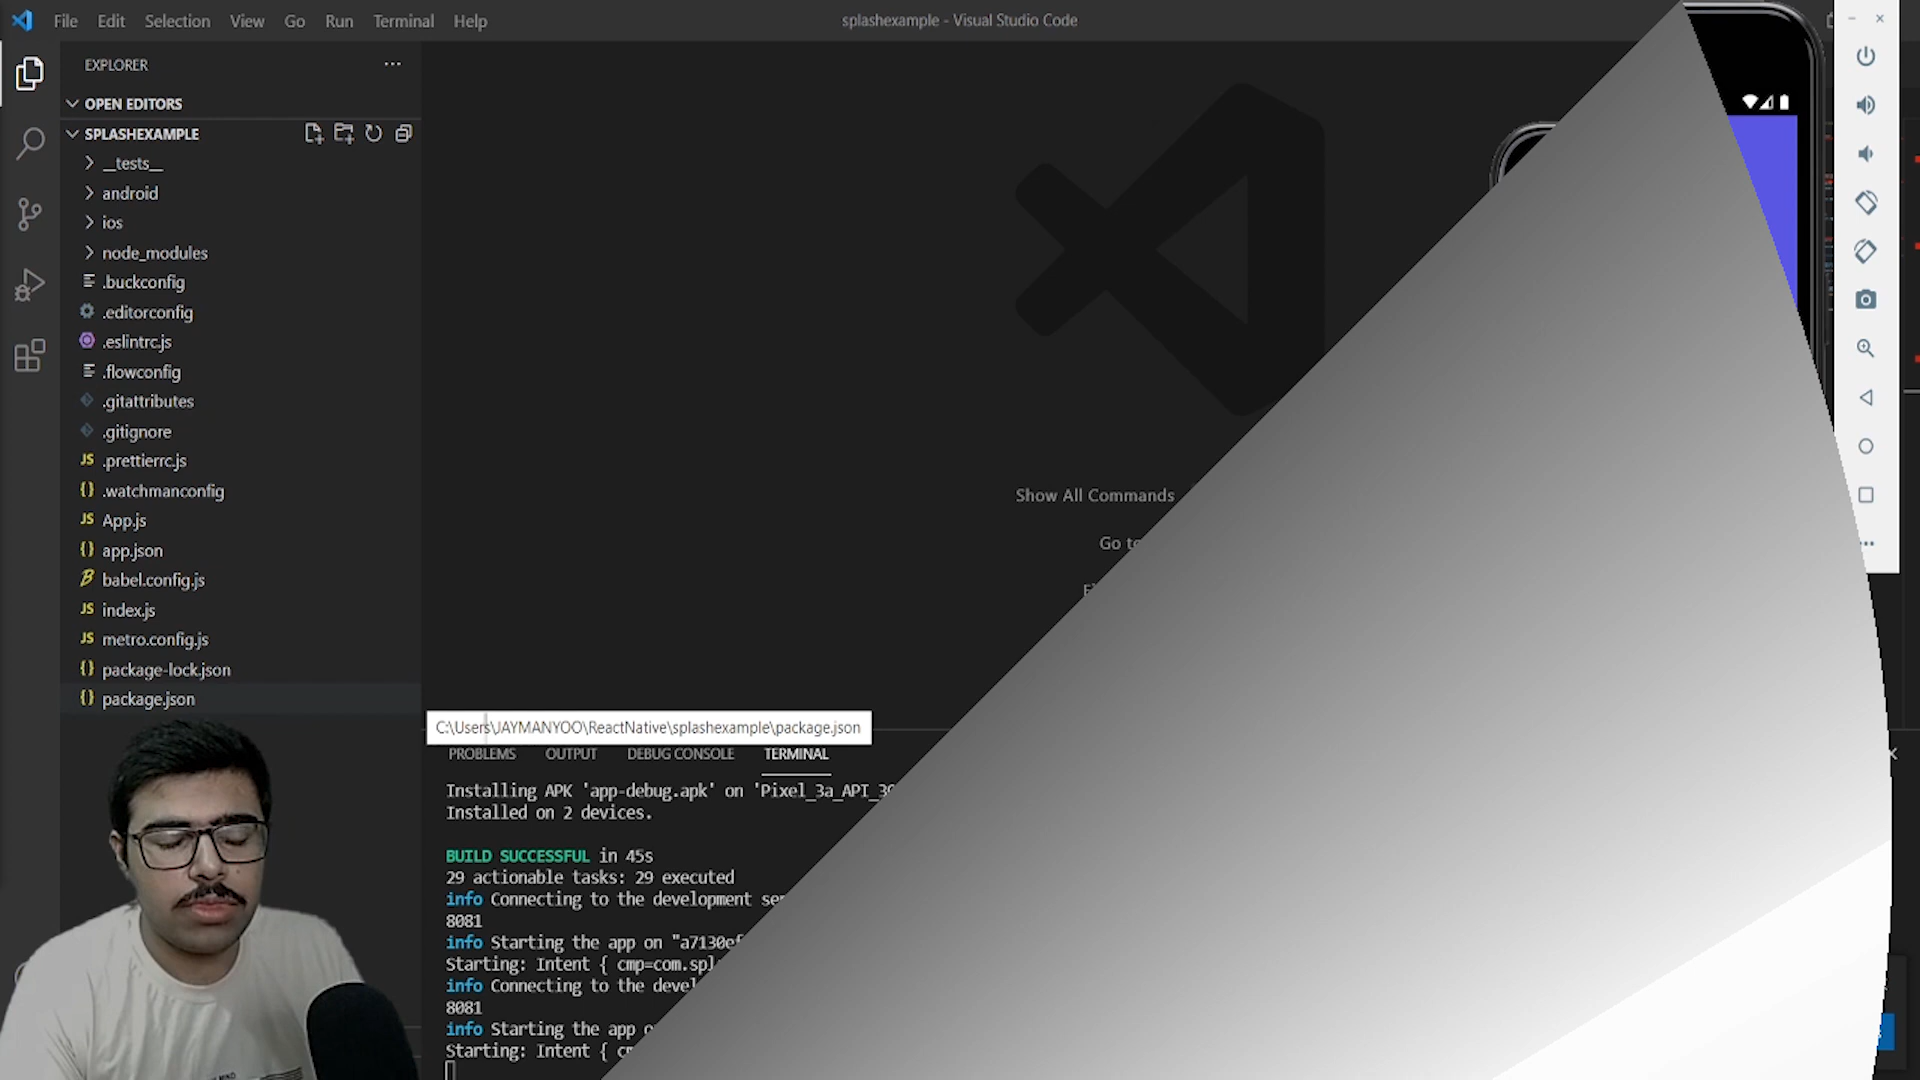 File Edit Selection View Go Run Terminal Help
splashexample - Visual Studio Code
EXPLORER
OPEN EDITORS
SPLASHEXAMPLE
__tests__
android
ios
node_modules
.buckconfig
.editorconfig
.eslintrc.js
.flowconfig
.gitattributes
.gitignore
.prettierrc.js
.watchmanconfig
App.js
app.json
babel.config.js
index.js
metro.config.js
package-lock.json
package.json
Show All Commands
Go to
C:\Users\JAYMANYOO\ReactNative\splashexample\package.json
PROBLEMS OUTPUT DEBUG CONSOLE TERMINAL
Installing APK 'app-debug.apk' on 'Pixel_3a_API_30
Installed on 2 devices.
BUILD SUCCESSFUL in 45s
29 actionable tasks: 29 executed
info Connecting to the development
8081
info Starting the app on "a7130ef
Starting: Intent { cmp=com.spl
info Connecting to the devel
8081
info Starting the app
Starting: Intent {